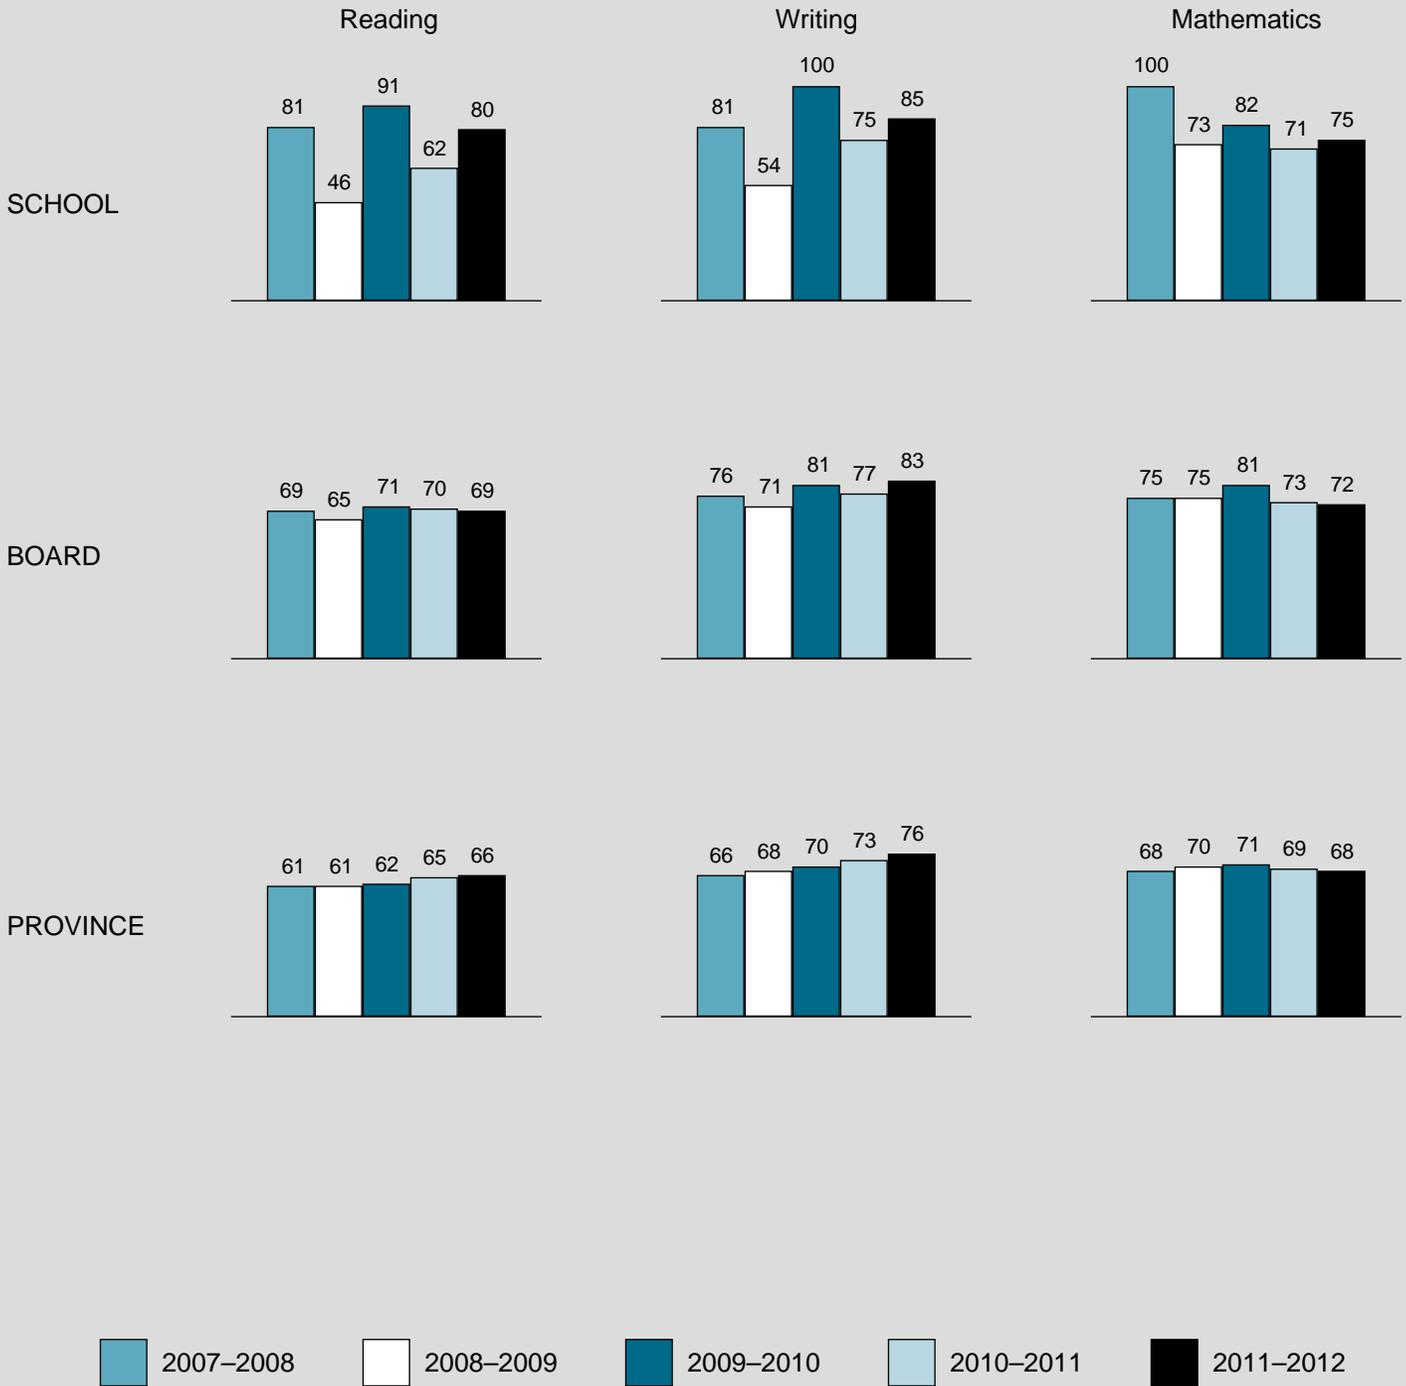 Reading Writing Mathematics
SCHOOL
81 46 91 62 80
81 54 100 75 85
100 73 82 71 75
BOARD
69 65 71 70 69
76 71 81 77 83
75 75 81 73 72
PROVINCE
61 61 62 65 66
66 68 70 73 76
68 70 71 69 68
2007–2008 2008–2009 2009–2010 2010–2011 2011–2012